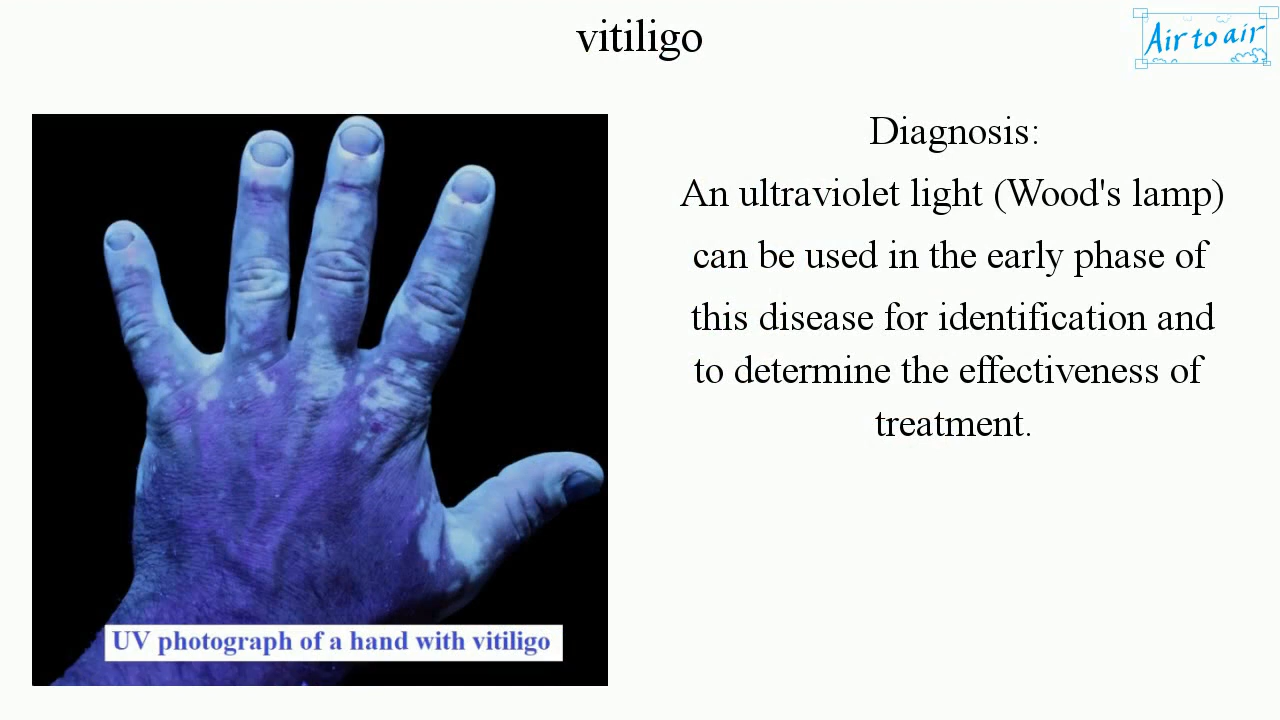 vitiligo
Air to air
Diagnosis:
An ultraviolet light (Wood's lamp)
can be used in the early phase of
this disease for identification and
to determine the effectiveness of
treatment.
UV photograph of a hand with vitiligo